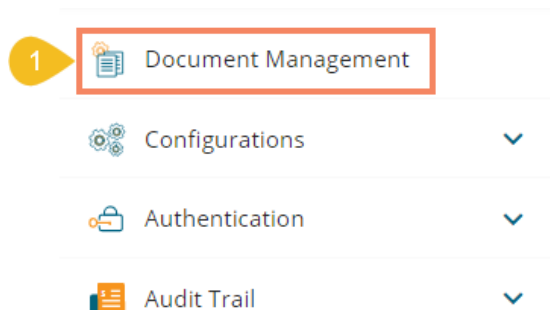 1 Document Management
Configurations
Authentication
Audit Trail